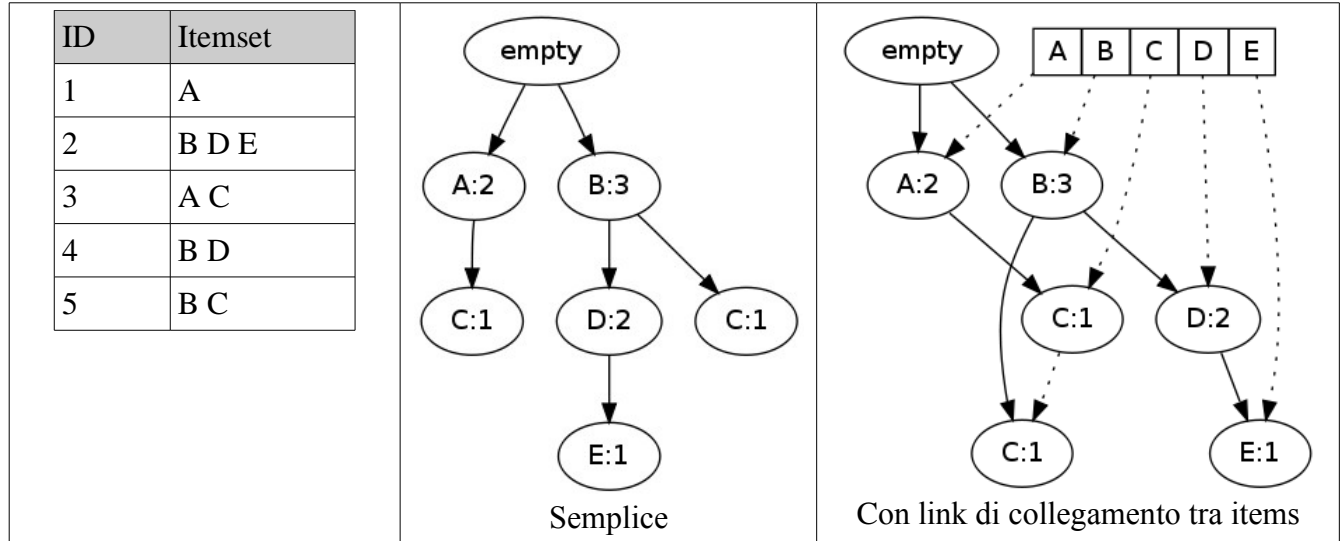 ID Itemset
1 A
2 B D E
3 A C
4 B D
5 B C
empty
A:2 B:3
C:1 D:2 C:1
E:1
Semplice
empty A B C D E
A:2 B:3
C:1 D:2
C:1 E:1
Con link di collegamento tra items